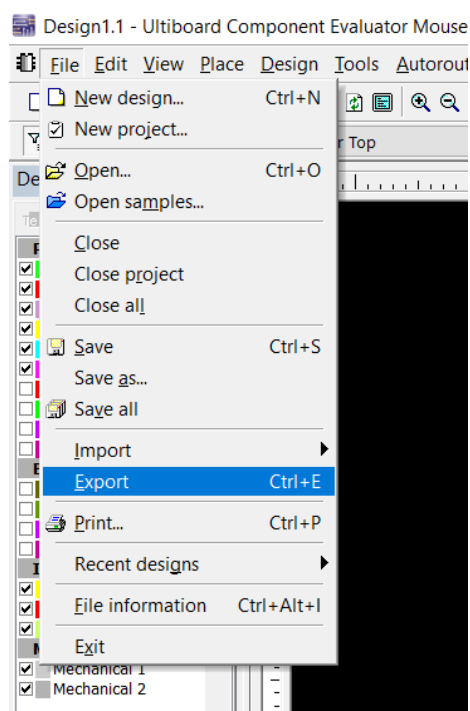 Design1.1 - Ultiboard Component Evaluator Mouse
File Edit View Place Design Tools Autorout
New design... Ctrl+N
New project...
r Top
Open... Ctrl+O
De
Open samples...
Te
Close
Close project
Close all
Save Ctrl+S
Save as...
Save all
Import
Export Ctrl+E
Print... Ctrl+P
Recent designs
File information Ctrl+Alt+I
Exit
Mechanical 1
Mechanical 2